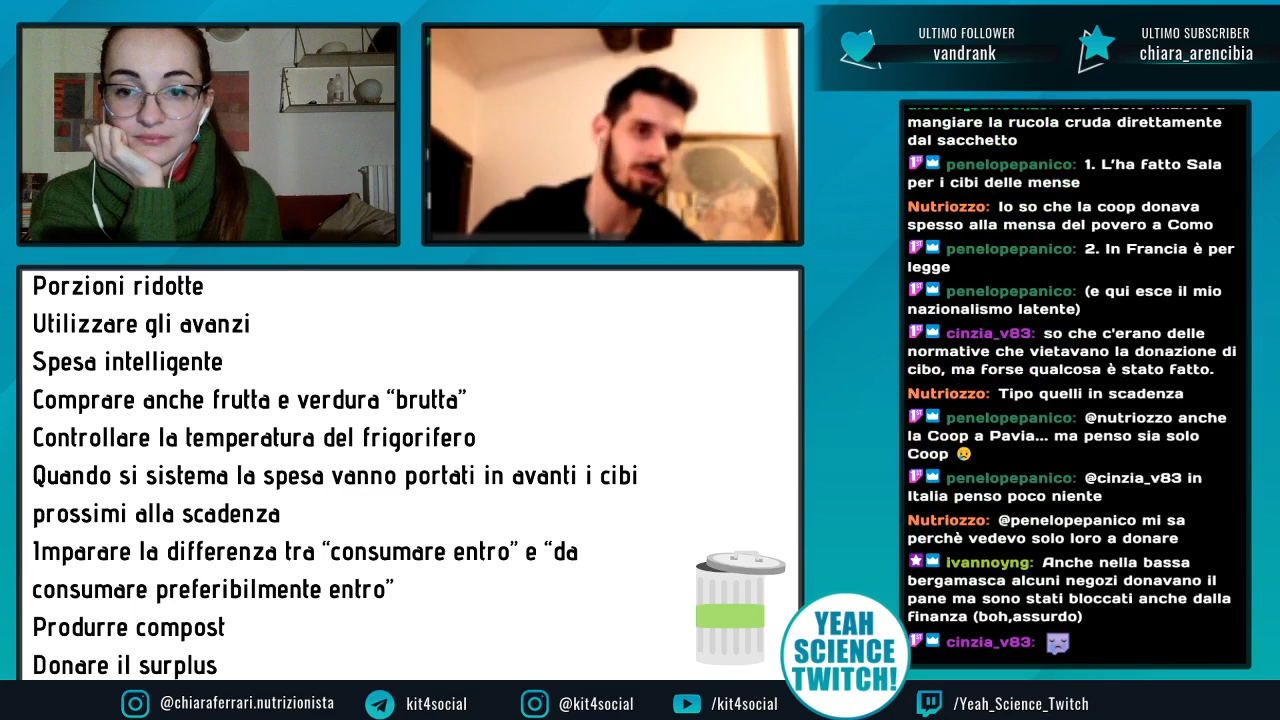 ULTIMO FOLLOWER
vandrank
ULTIMO SUBSCRIBER
chiara_arencibia
mangiare la rucola cruda direttamente
dal sacchetto
penelopepanico: 1. L'ha fatto Sala
per i cibi delle mense
Nutriozzo: Io so che la coop donava
spesso alla mensa del povero a Como
penelopepanico: 2. In Francia è per
legge
penelopepanico: (e qui esce il mio
nazionalismo latente)
cinzia_v83: so che c'erano delle
normative che vietavano la donazione di
cibo, ma forse qualcosa è stato fatto.
Nutriozzo: Tipo quelli in scadenza
penelopepanico: @nutriozzo anche
la Coop a Pavia... ma penso sia solo
Coop
penelopepanico: @cinzia_v83 in
Italia penso poco niente
Nutriozzo: @penelopepanico mi sa
perchè vedevo solo loro a donare
ivannoyng: Anche nella bassa
bergamasca alcuni negozi donavano il
pane ma sono stati bloccati anche dalla
finanza (boh,assurdo)
cinzia_v83:
Porzioni ridotte
Utilizzare gli avanzi
Spesa intelligente
Comprare anche frutta e verdura “brutta”
Controllare la temperatura del frigorifero
Quando si sistema la spesa vanno portati in avanti i cibi
prossimi alla scadenza
Imparare la differenza tra “consumare entro” e “da
consumare preferibilmente entro”
Produrre compost
Donare il surplus
YEAH
SCIENCE
TWITCH!
@chiaraferrari.nutrizionista
kit4social
@kit4social
/kit4social
/Yeah_Science_Twitch